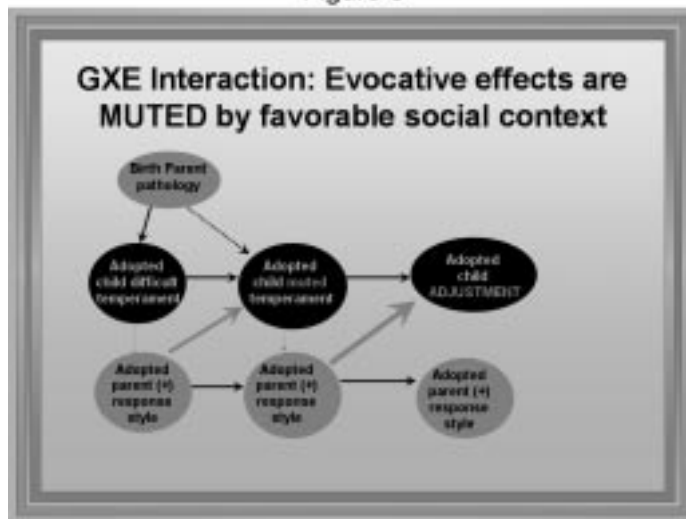 GXE Interaction: Evocative effects are
MUTED by favorable social context
Birth Parent
pathology
Adopted
child difficult
temperament
Adopted
child muted
temperament
Adopted
child
ADJUSTMENT
Adopted
parent (+)
response
style
Adopted
parent (+)
response
style
Adopted
parent (+)
response
style